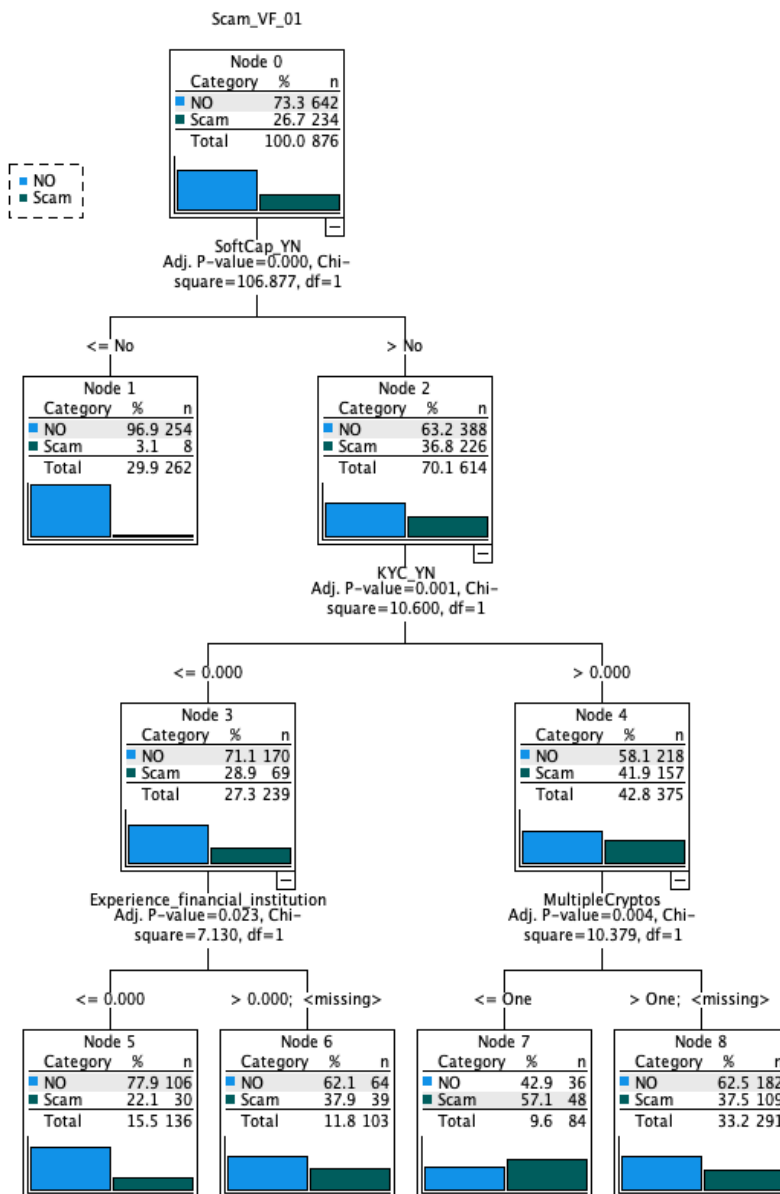 Scam_VF_01
Node 0
Category % n
NO 73.3 642
Scam 26.7 234
Total 100.0 876
NO
Scam
SoftCap_YN
Adj. P-value=0.000, Chi-
square=106.877, df=1
<= No
> No
Node 1
Category % n
NO 96.9 254
Scam 3.1 8
Total 29.9 262
Node 2
Category % n
NO 63.2 388
Scam 36.8 226
Total 70.1 614
KYC_YN
Adj. P-value=0.001, Chi-
square=10.600, df=1
<= 0.000
> 0.000
Node 3
Category % n
NO 71.1 170
Scam 28.9 69
Total 27.3 239
Node 4
Category % n
NO 58.1 218
Scam 41.9 157
Total 42.8 375
Experience_financial_institution
Adj. P-value=0.023, Chi-
square=7.130, df=1
MultipleCryptos
Adj. P-value=0.004, Chi-
square=10.379, df=1
<= 0.000
> 0.000; <missing>
<= One
> One; <missing>
Node 5
Category % n
NO 77.9 106
Scam 22.1 30
Total 15.5 136
Node 6
Category % n
NO 62.1 64
Scam 37.9 39
Total 11.8 103
Node 7
Category % n
NO 42.9 36
Scam 57.1 48
Total 9.6 84
Node 8
Category % n
NO 62.5 182
Scam 37.5 109
Total 33.2 291